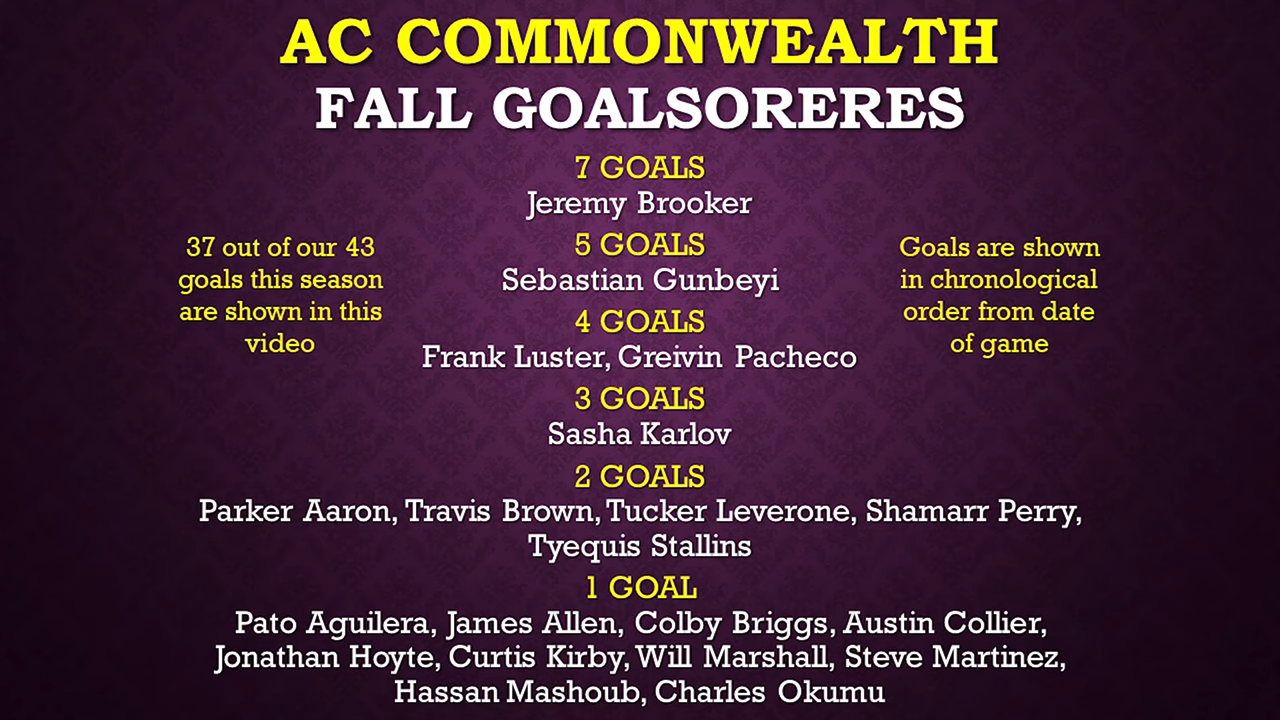 AC COMMONWEALTH
FALL GOALSORERES
7 GOALS
Jeremy Brooker
37 out of our 43
goals this season
are shown in this
video
5 GOALS
Sebastian Gunbeyi
4 GOALS
Frank Luster, Greivin Pacheco
Goals are shown
in chronological
order from date
of game
3 GOALS
Sasha Karlov
2 GOALS
Parker Aaron, Travis Brown, Tucker Leverone, Shamarr Perry,
Tyequis Stallins
1 GOAL
Pato Aguilera, James Allen, Colby Briggs, Austin Collier,
Jonathan Hoyte, Curtis Kirby, Will Marshall, Steve Martinez,
Hassan Mashoub, Charles Okumu